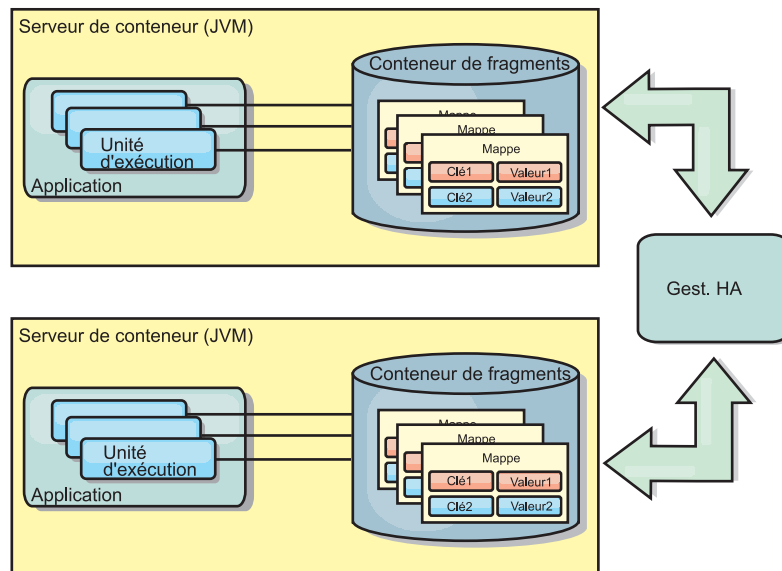 Serveur de conteneur (JVM)
Conteneur de fragments
Mappe
Mappe
Unité
d'exécution
Mappe
Clé1
Valeur1
Clé2
Valeur2
Application
Gest. HA
Serveur de conteneur (JVM)
Conteneur de fragments
Mappe
Mappe
Unité
d'exécution
Mappe
Clé1
Valeur1
Clé2
Valeur2
Application